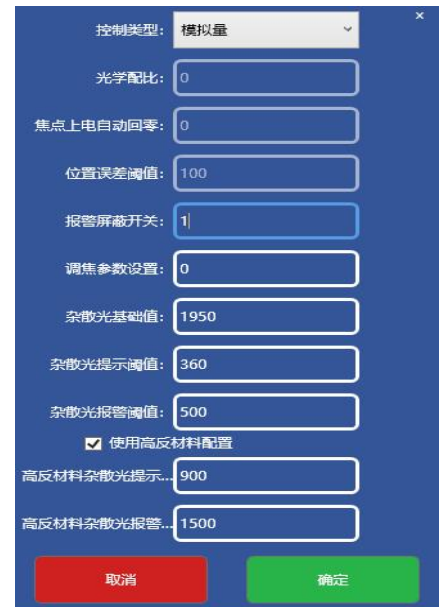 ×
控制类型: 模拟量
光学配比: 0
焦点上电自动回零: 0
位置误差阈值: 100
报警屏蔽开关: 1
调焦参数设置: 0
杂散光基础值: 1950
杂散光提示阈值: 360
杂散光报警阈值: 500
使用高反材料配置
高反材料杂散光提示... 900
高反材料杂散光报警... 1500
取消 确定